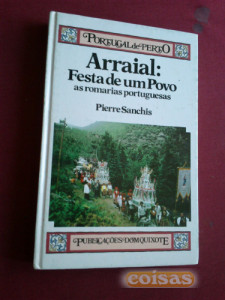 PORTUGAL DE PERTO
Arraial:
Festa de um Povo
as romarias portuguesas
Pierre Sanchis
PUBLICAÇÕES DOM QUIXOTE
coisas